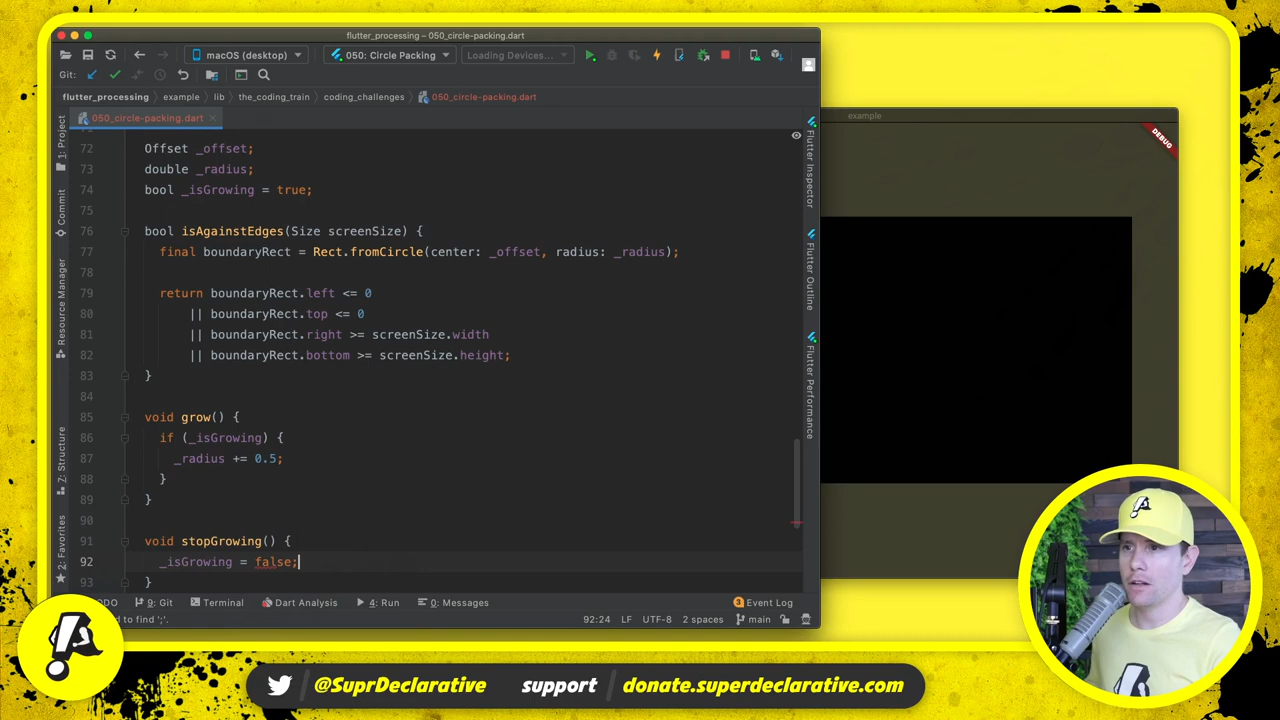 flutter_processing – 050_circle-packing.dart
macOS (desktop)
050: Circle Packing
Loading Devices...
Git:
flutter_processing
example
lib
the_coding_train
coding_challenges
050_circle-packing.dart
050_circle-packing.dart
example
DEBUG
1: Project
Commit
Resource Manager
7: Structure
2: Favorites
Flutter Inspector
Flutter Outline
Flutter Performance
72 Offset _offset;
73 double _radius;
74 bool _isGrowing = true;
75
76 bool isAgainstEdges(Size screenSize) {
77 final boundaryRect = Rect.fromCircle(center: _offset, radius: _radius);
78
79 return boundaryRect.left <= 0
80 || boundaryRect.top <= 0
81 || boundaryRect.right >= screenSize.width
82 || boundaryRect.bottom >= screenSize.height;
83 }
84
85 void grow() {
86 if (_isGrowing) {
87 _radius += 0.5;
88 }
89 }
90
91 void stopGrowing() {
92 _isGrowing = false;
93 }
ODO
9: Git
Terminal
Dart Analysis
4: Run
0: Messages
3 Event Log
d to find ';'.
92:24
LF
UTF-8
2 spaces
main
@SuprDeclarative
support
donate.superdeclarative.com